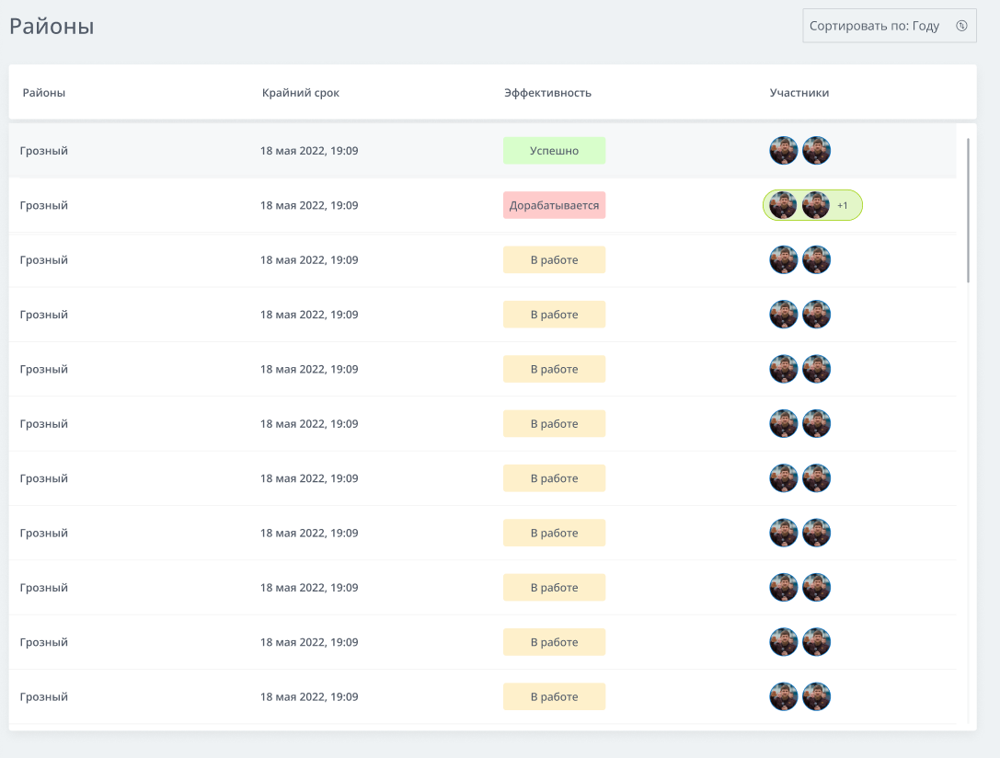 Районы
Сортировать по: Году
Районы Крайний срок Эффективность Участники
Грозный 18 мая 2022, 19:09 Успешно
Грозный 18 мая 2022, 19:09 Дорабатывается +1
Грозный 18 мая 2022, 19:09 В работе
Грозный 18 мая 2022, 19:09 В работе
Грозный 18 мая 2022, 19:09 В работе
Грозный 18 мая 2022, 19:09 В работе
Грозный 18 мая 2022, 19:09 В работе
Грозный 18 мая 2022, 19:09 В работе
Грозный 18 мая 2022, 19:09 В работе
Грозный 18 мая 2022, 19:09 В работе
Грозный 18 мая 2022, 19:09 В работе